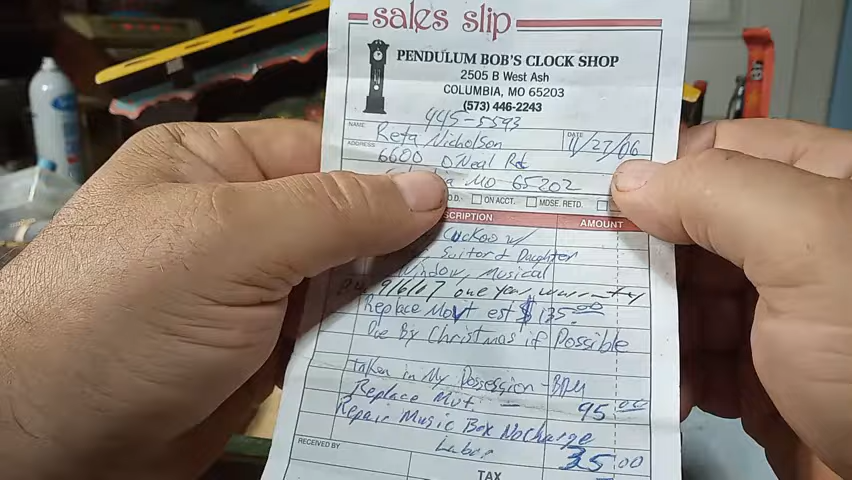 sales slip
PENDULUM BOB'S CLOCK SHOP
2505 B West Ash
COLUMBIA, MO 65203
(573) 446-2243
445-5593
NAME Reta Nicholson DATE 11/27/06
ADDRESS 6600 O'Neal Rd
MO 65202
O.D. ON ACCT. MDSE. RETD.
SCRIPTION AMOUNT
Cuckoo w/
Suitor & Daughter
Window, Musical
9/6/07 one year warranty
Replace Mov't est $135.00
Due By Christmas if Possible
taken in My Possession - BPM
Replace Mvt. — 95.00
Repair Music Box No charge
Labor 35.00
RECEIVED BY
TAX